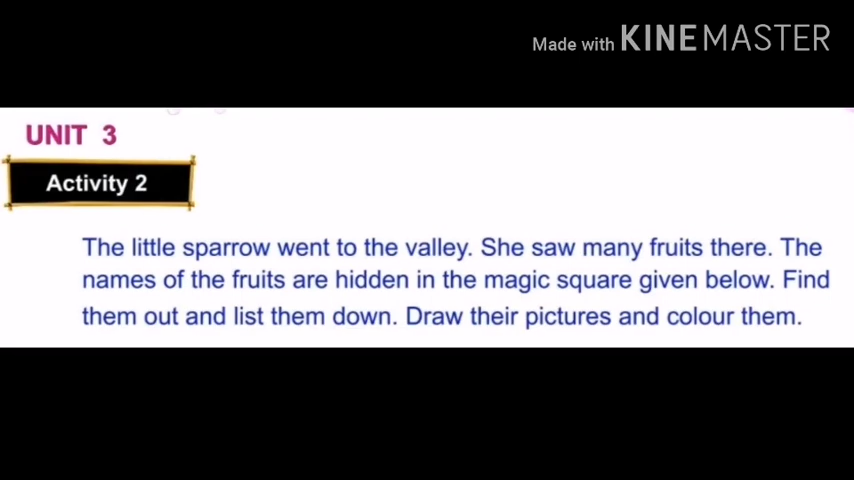 Made with KINEMASTER
UNIT 3
Activity 2
The little sparrow went to the valley. She saw many fruits there. The
names of the fruits are hidden in the magic square given below. Find
them out and list them down. Draw their pictures and colour them.